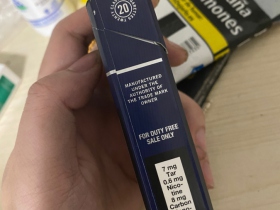 20
MANUFACTURED
UNDER THE
AUTHORITY OF
THE TRADE MARK
OWNER
FOR DUTY FREE
SALE ONLY
7 mg
Tar
0,6 mg
Nico-
tine
8 mg
Carbon